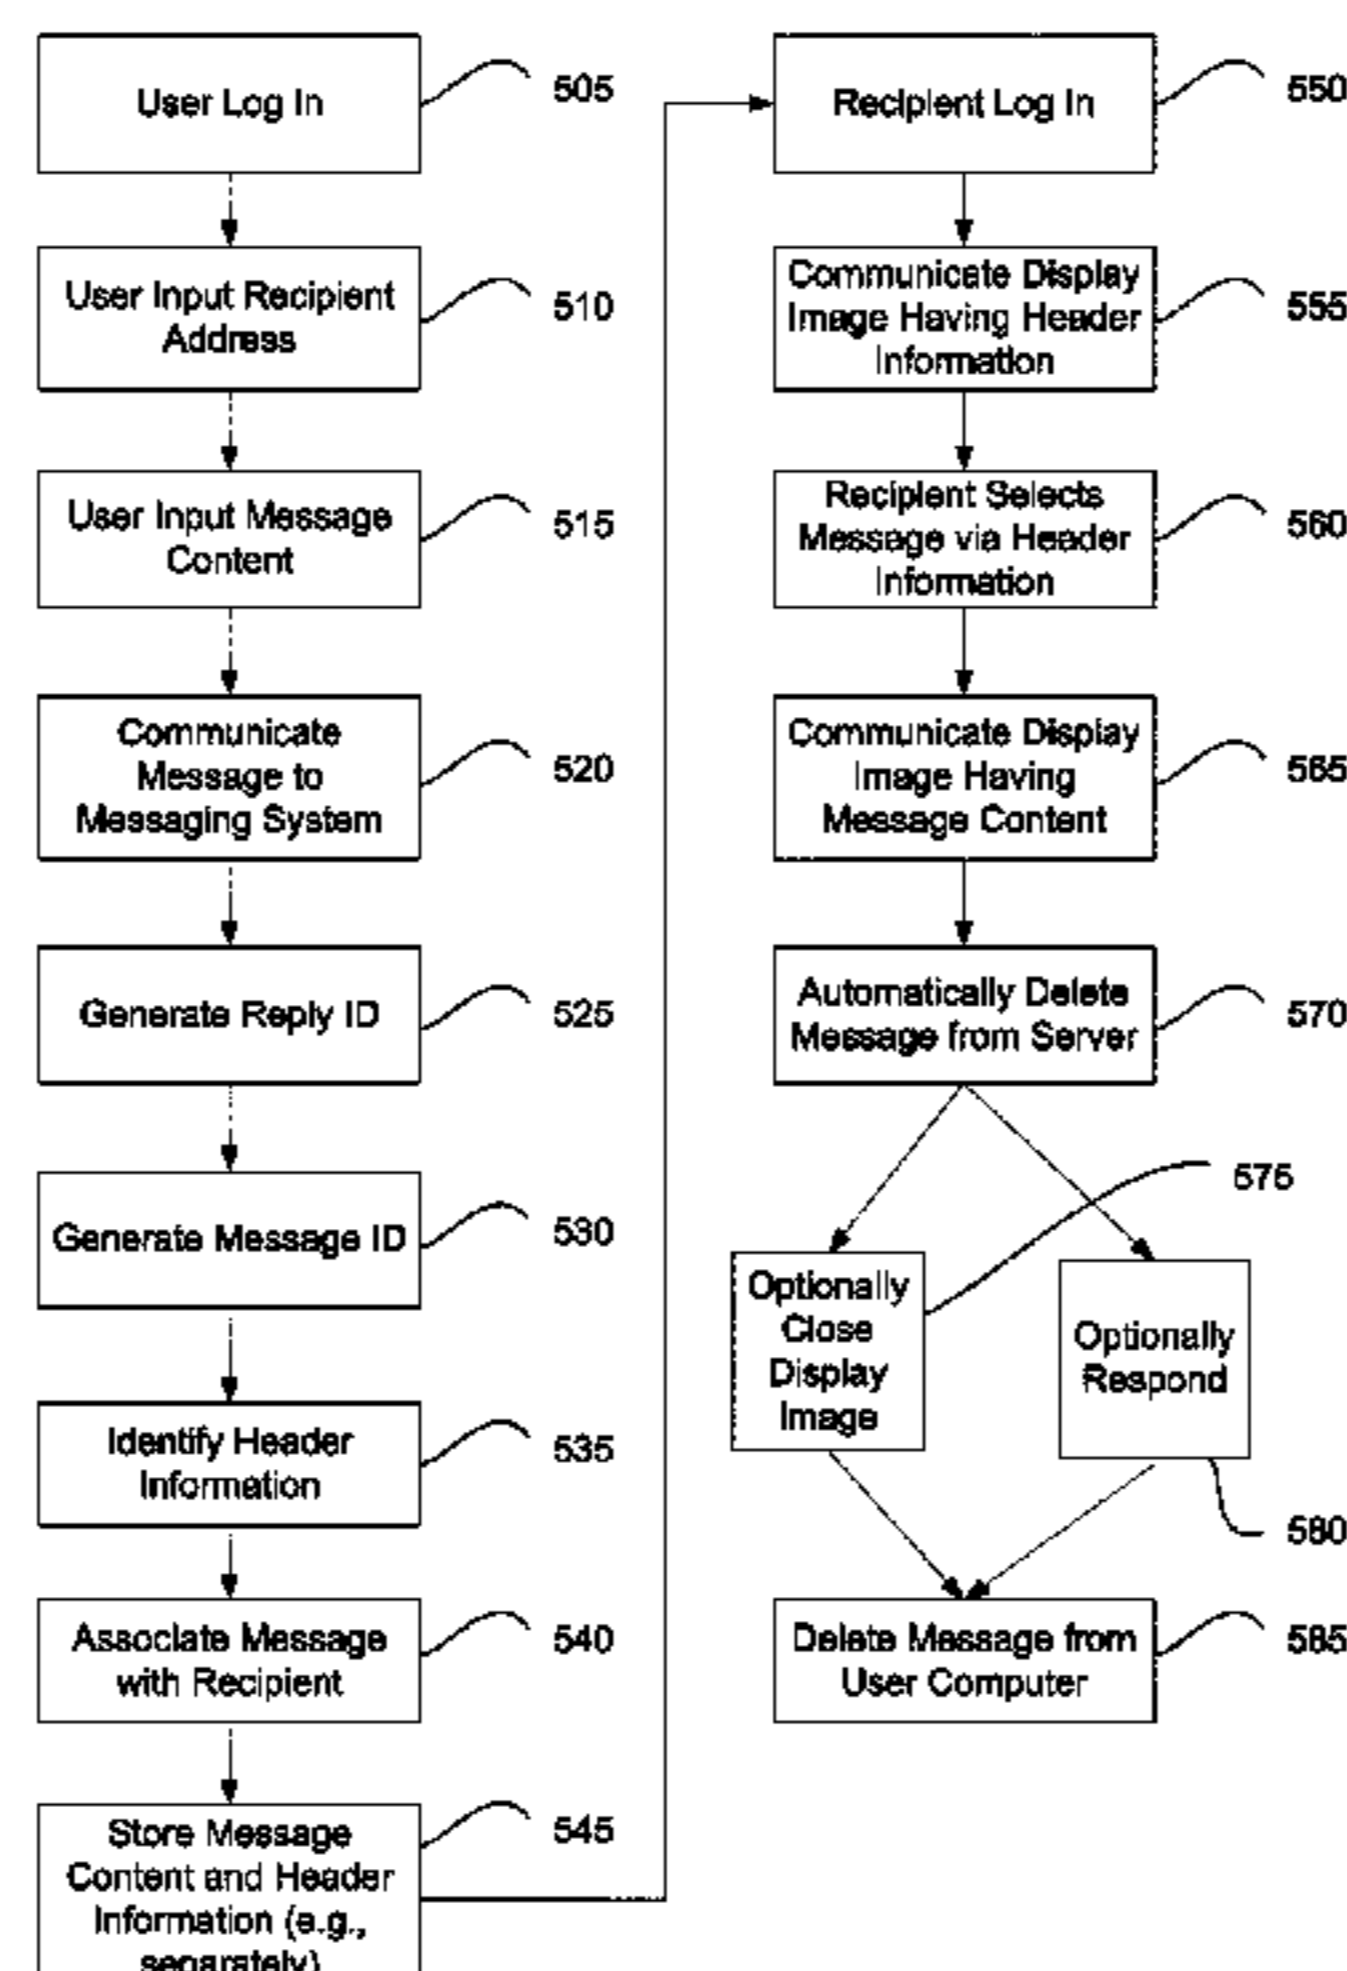 User Log In
505
User Input Recipient
Address
510
User Input Message
Content
515
Communicate
Message to
Messaging System
520
Generate Reply ID
525
Generate Message ID
530
Identify Header
Information
535
Associate Message
with Recipient
540
Store Message
Content and Header
Information (e.g.,
separately)
545
Recipient Log In
550
Communicate Display
Image Having Header
Information
555
Recipient Selects
Message via Header
Information
560
Communicate Display
Image Having
Message Content
565
Automatically Delete
Message from Server
570
Optionally
Close
Display
Image
575
Optionally
Respond
580
Delete Message from
User Computer
585